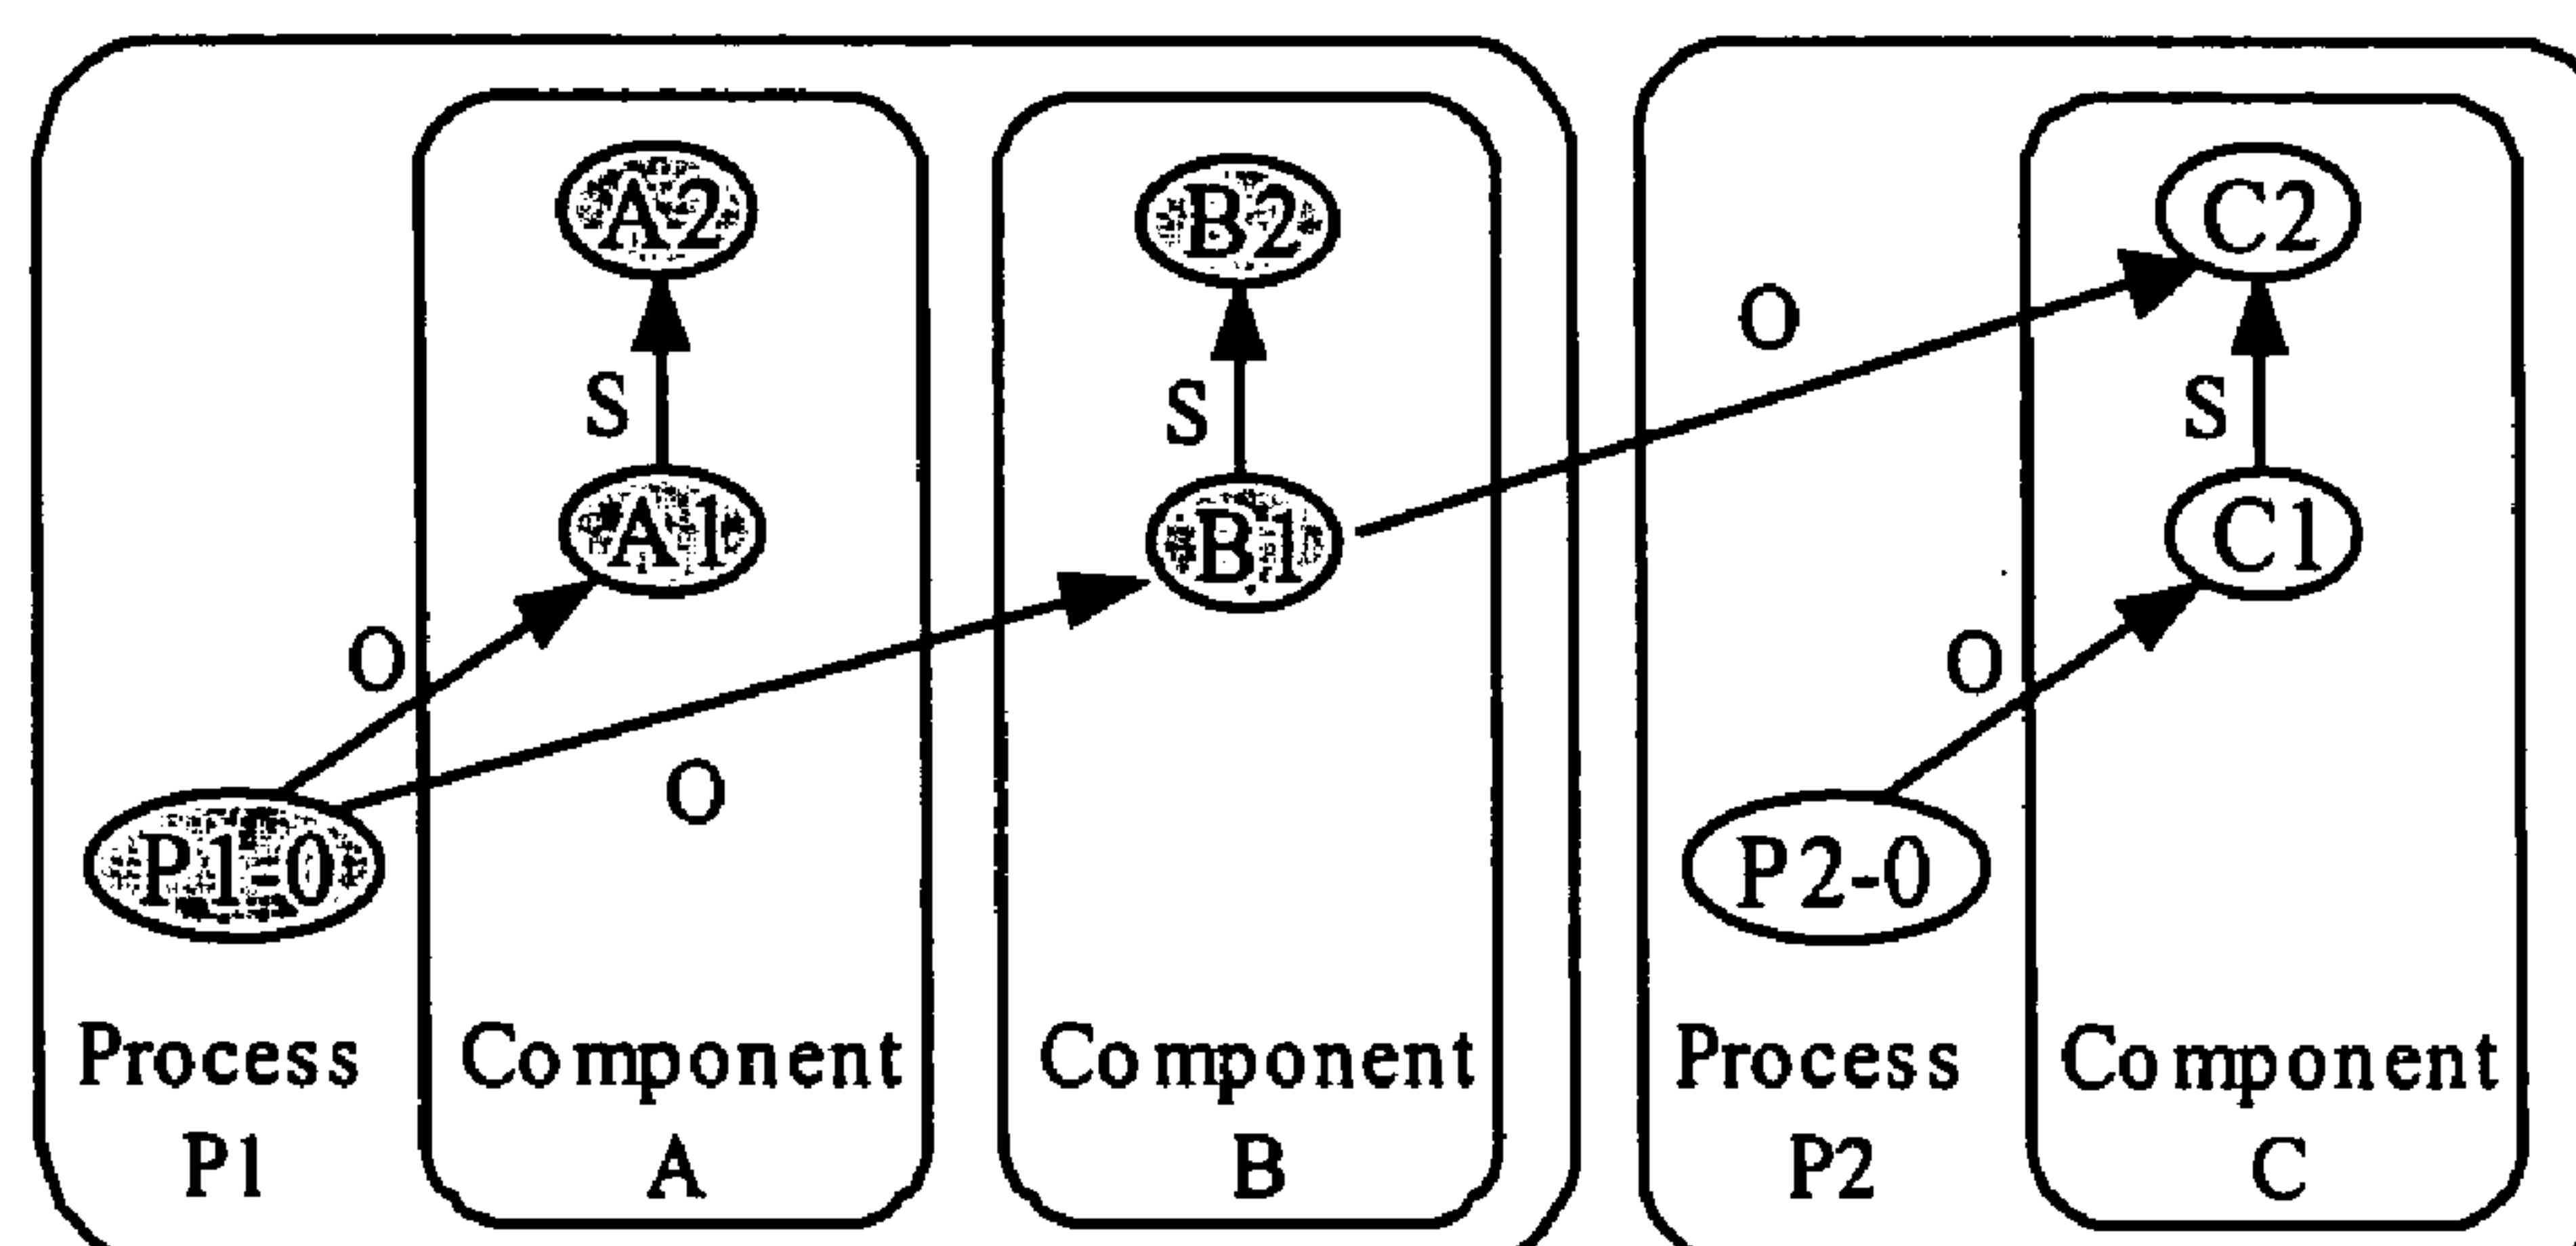 A2
B2
C2
O
S
S
S
A1
B1
C1
O
O
O
P1-0
P2-0
Process
P1
Component
A
Component
B
Process
P2
Component
C